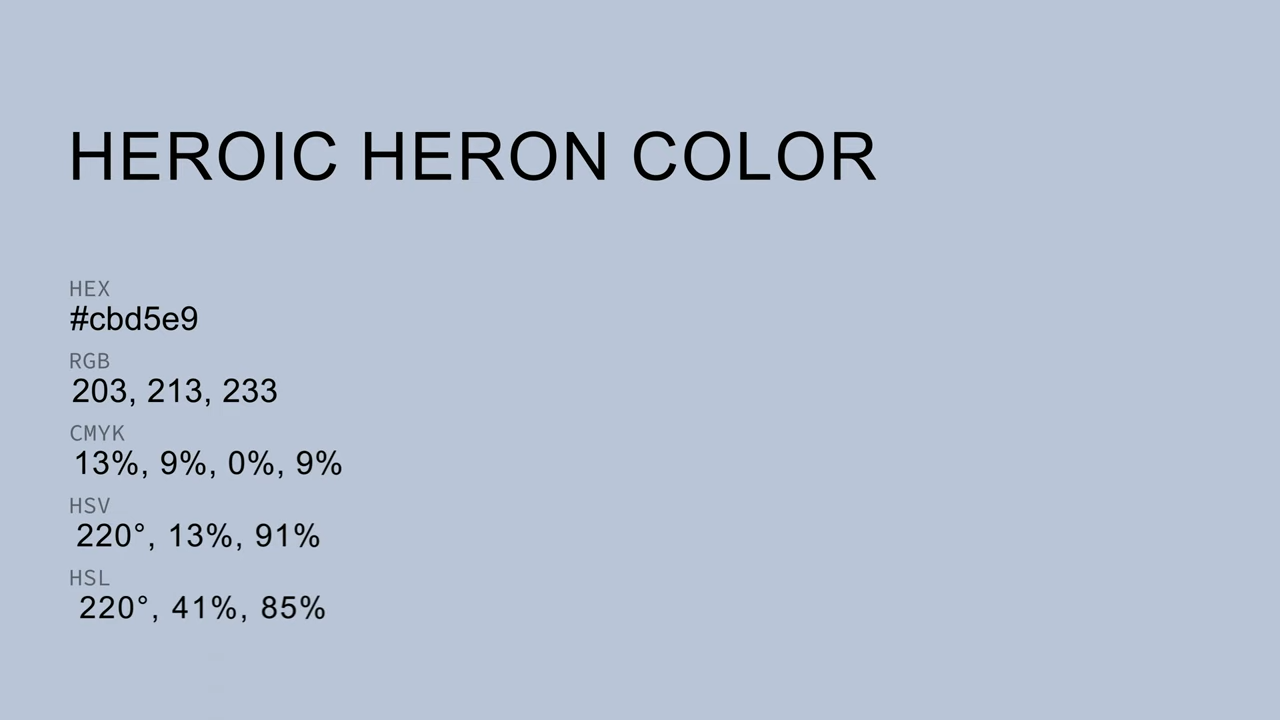 HEROIC HERON COLOR
HEX
#cbd5e9
RGB
203, 213, 233
CMYK
13%, 9%, 0%, 9%
HSV
220°, 13%, 91%
HSL
220°, 41%, 85%